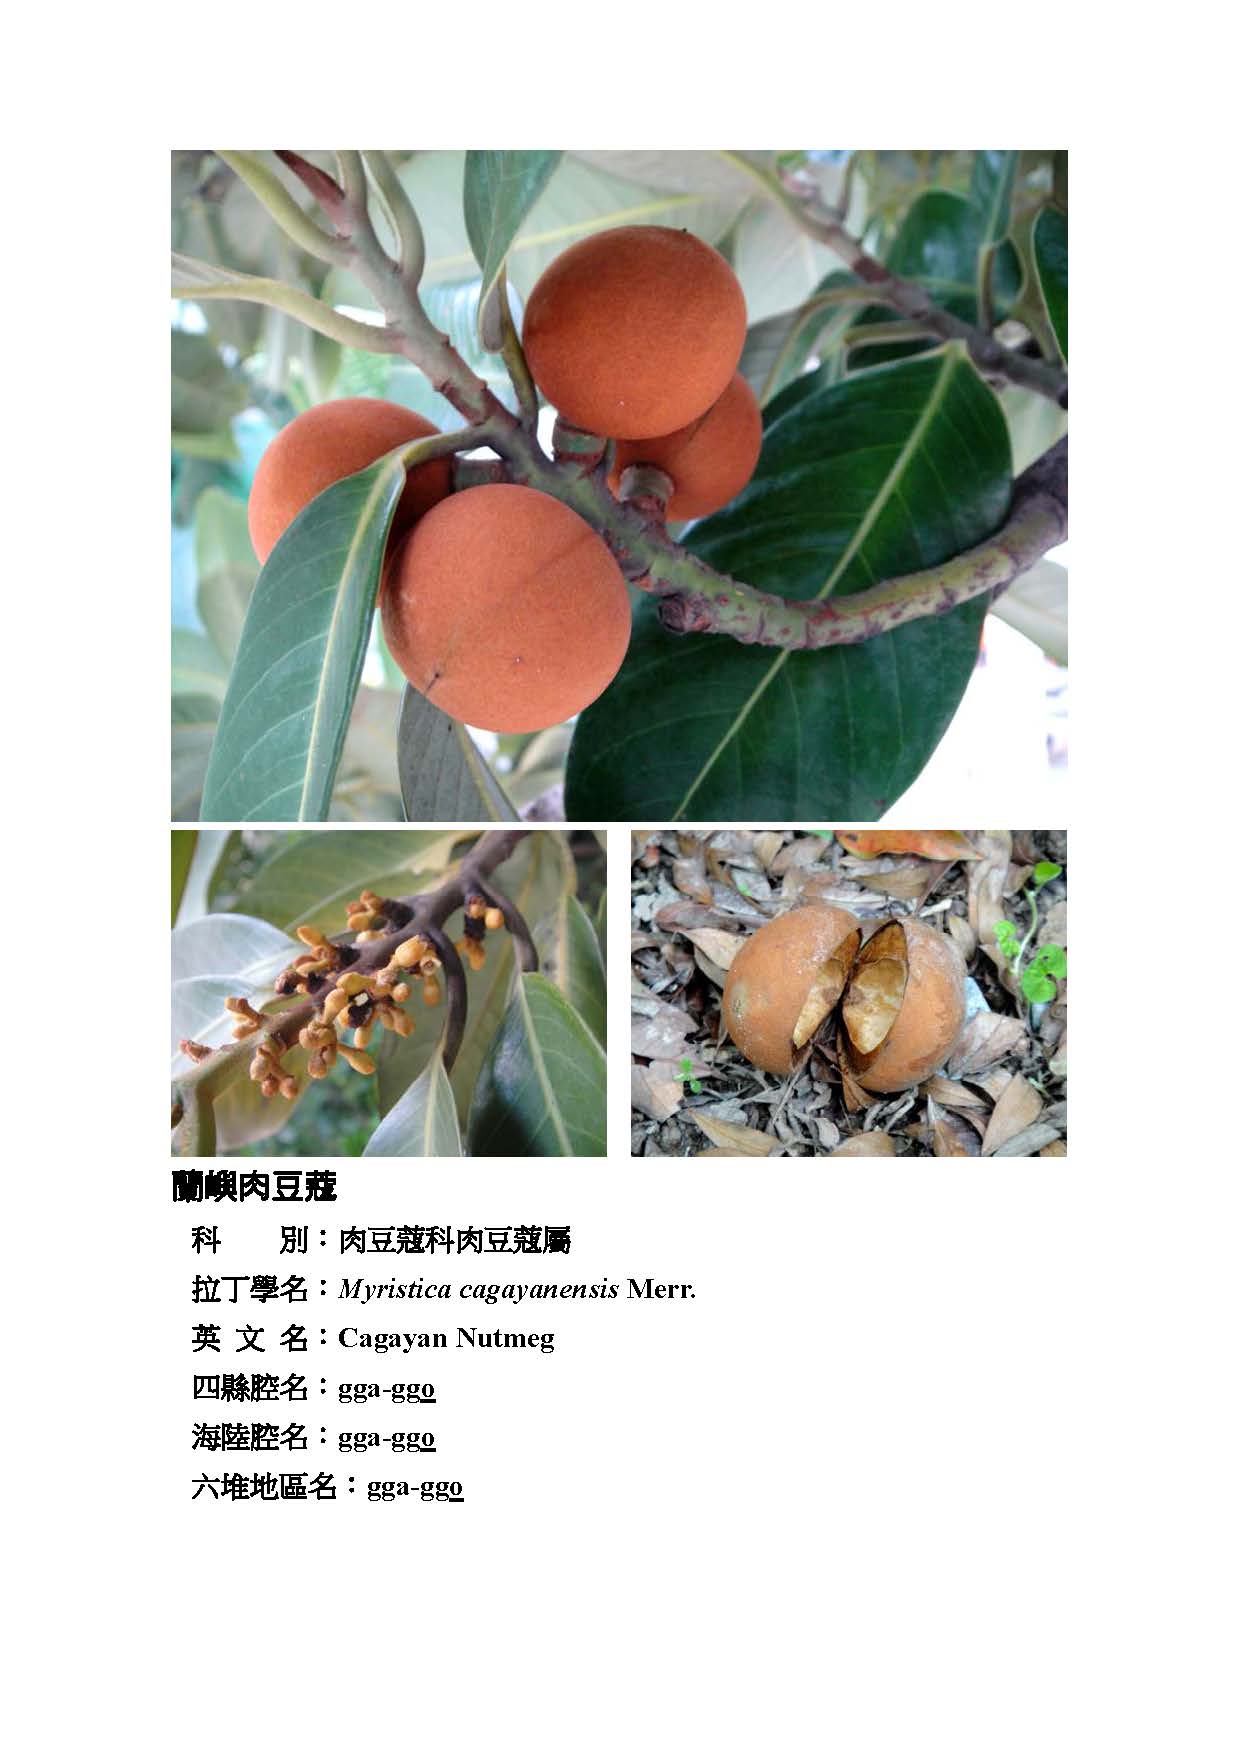 蘭嶼肉豆蔻
科　　別：肉豆蔻科肉豆蔻屬
拉丁學名：Myristica cagayanensis Merr.
英 文 名：Cagayan Nutmeg
四縣腔名：gga-ggo
海陸腔名：gga-ggo
六堆地區名：gga-ggo